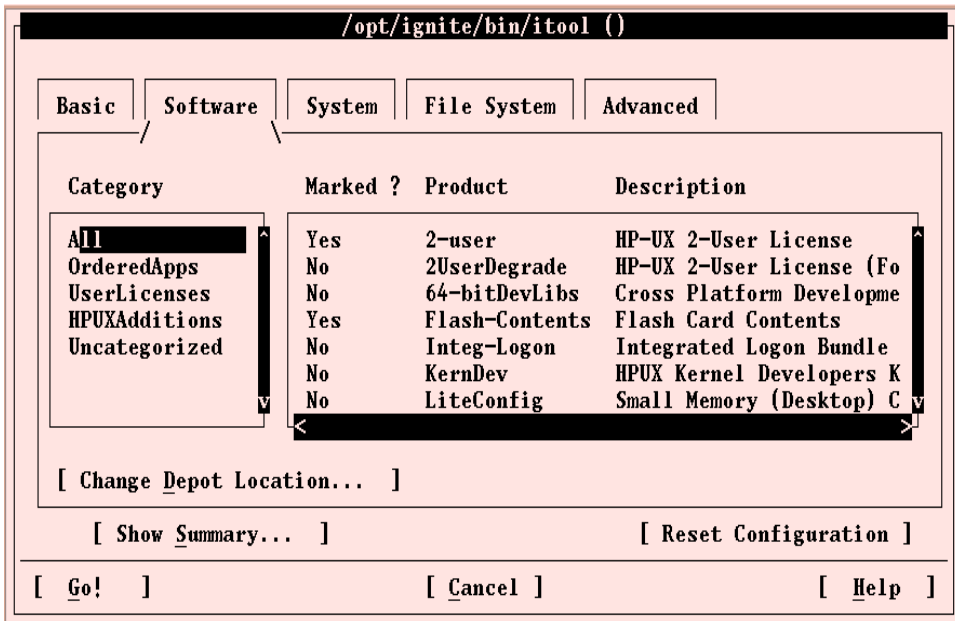 /opt/ignite/bin/itool ()
Basic Software System File System Advanced
Category Marked ? Product Description
All Yes 2-user HP-UX 2-User License
OrderedApps No 2UserDegrade HP-UX 2-User License (Fo
UserLicenses No 64-bitDevLibs Cross Platform Developme
HPUXAdditions Yes Flash-Contents Flash Card Contents
Uncategorized No Integ-Logon Integrated Logon Bundle
No KernDev HPUX Kernel Developers K
No LiteConfig Small Memory (Desktop) C
[ Change Depot Location... ]
[ Show Summary... ] [ Reset Configuration ]
[ Go! ] [ Cancel ] [ Help ]